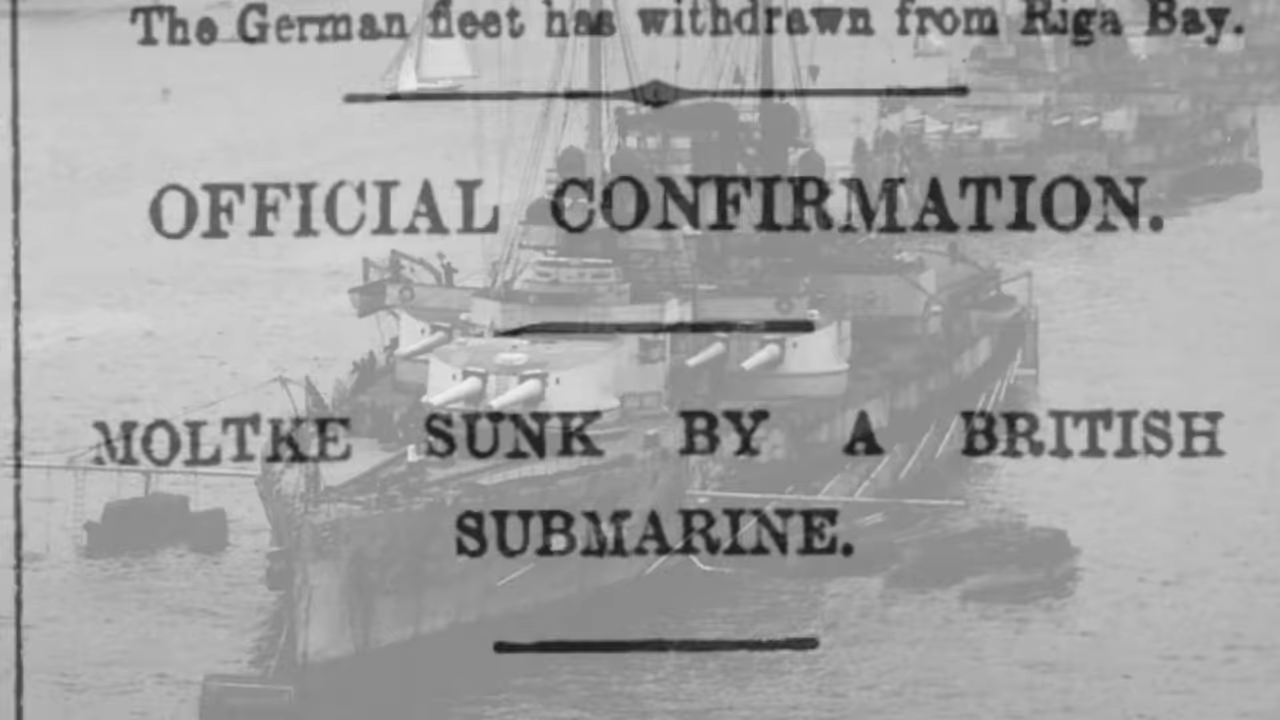 The German fleet has withdrawn from Riga Bay.
OFFICIAL CONFIRMATION.
MOLTKE SUNK BY A BRITISH
SUBMARINE.